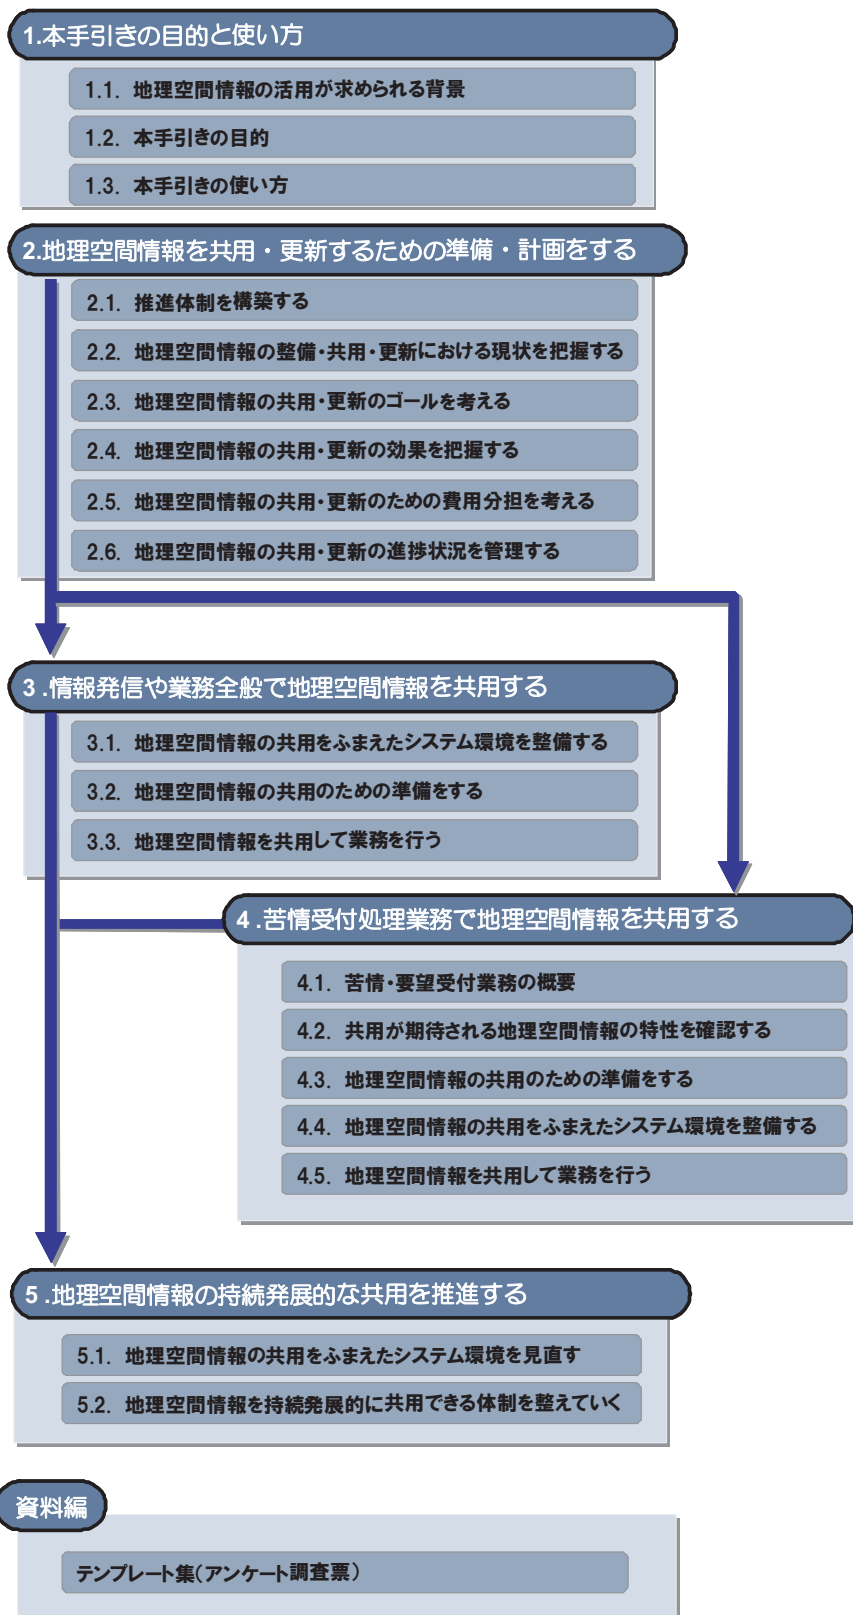 1.本手引きの目的と使い方
1.1. 地理空間情報の活用が求められる背景
1.2. 本手引きの目的
1.3. 本手引きの使い方
2.地理空間情報を共用・更新するための準備・計画をする
2.1. 推進体制を構築する
2.2. 地理空間情報の整備・共用・更新における現状を把握する
2.3. 地理空間情報の共用・更新のゴールを考える
2.4. 地理空間情報の共用・更新の効果を把握する
2.5. 地理空間情報の共用・更新のための費用分担を考える
2.6. 地理空間情報の共用・更新の進捗状況を管理する
3 .情報発信や業務全般で地理空間情報を共用する
3.1. 地理空間情報の共用をふまえたシステム環境を整備する
3.2. 地理空間情報の共用のための準備をする
3.3. 地理空間情報を共用して業務を行う
4 .苦情受付処理業務で地理空間情報を共用する
4.1. 苦情・要望受付業務の概要
4.2. 共用が期待される地理空間情報の特性を確認する
4.3. 地理空間情報の共用のための準備をする
4.4. 地理空間情報の共用をふまえたシステム環境を整備する
4.5. 地理空間情報を共用して業務を行う
5 .地理空間情報の持続発展的な共用を推進する
5.1. 地理空間情報の共用をふまえたシステム環境を見直す
5.2. 地理空間情報を持続発展的に共用できる体制を整えていく
資料編
テンプレート集(アンケート調査票)